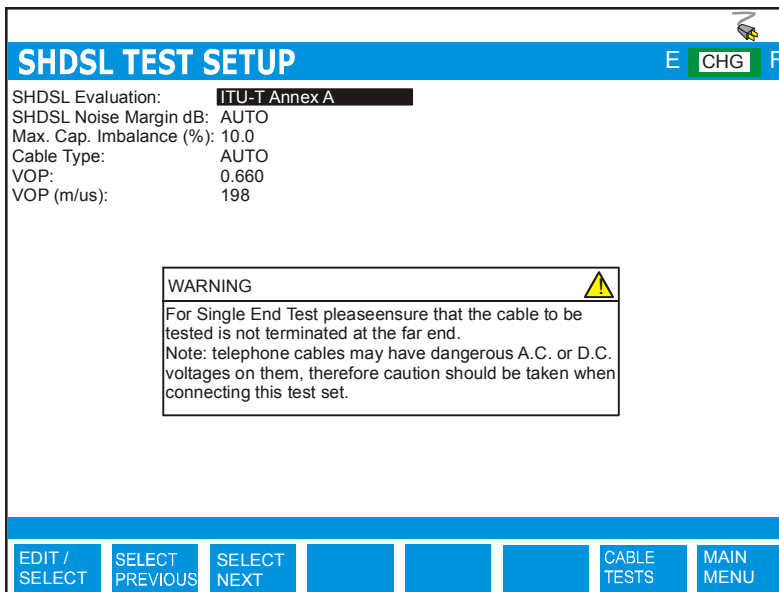 SHDSL TEST SETUP
E CHG F
SHDSL Evaluation: ITU-T Annex A
SHDSL Noise Margin dB: AUTO
Max. Cap. Imbalance (%): 10.0
Cable Type: AUTO
VOP: 0.660
VOP (m/us): 198
WARNING
For Single End Test pleaseensure that the cable to be
tested is not terminated at the far end.
Note: telephone cables may have dangerous A.C. or D.C.
voltages on them, therefore caution should be taken when
connecting this test set.
EDIT /
SELECT
SELECT
PREVIOUS
SELECT
NEXT
CABLE
TESTS
MAIN
MENU